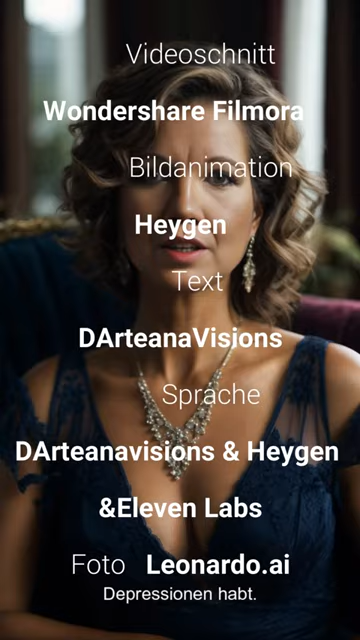 Videoschnitt
Wondershare Filmora
Bildanimation
Heygen
Text
DArteanaVisions
Sprache
DArteanavisions & Heygen
&Eleven Labs
Foto Leonardo.ai
Depressionen habt.